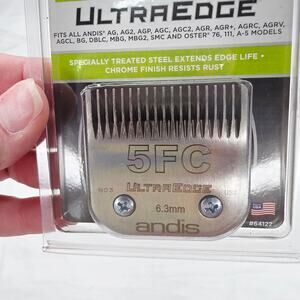 ULTRAEDGE®
FITS ALL ANDIS® AG, AG2, AGP, AGC, AGC2, AGR, AGR+, AGRC, AGRV,
AGCL, BG, DBLC, MBG, MBG2, SMC AND OSTER® 76, 111, A-5 MODELS
SPECIALLY TREATED STEEL EXTENDS EDGE LIFE •
CHROME FINISH RESISTS RUST
5FC
ULTRAEDGE
USA
6.3mm
andis
#64122